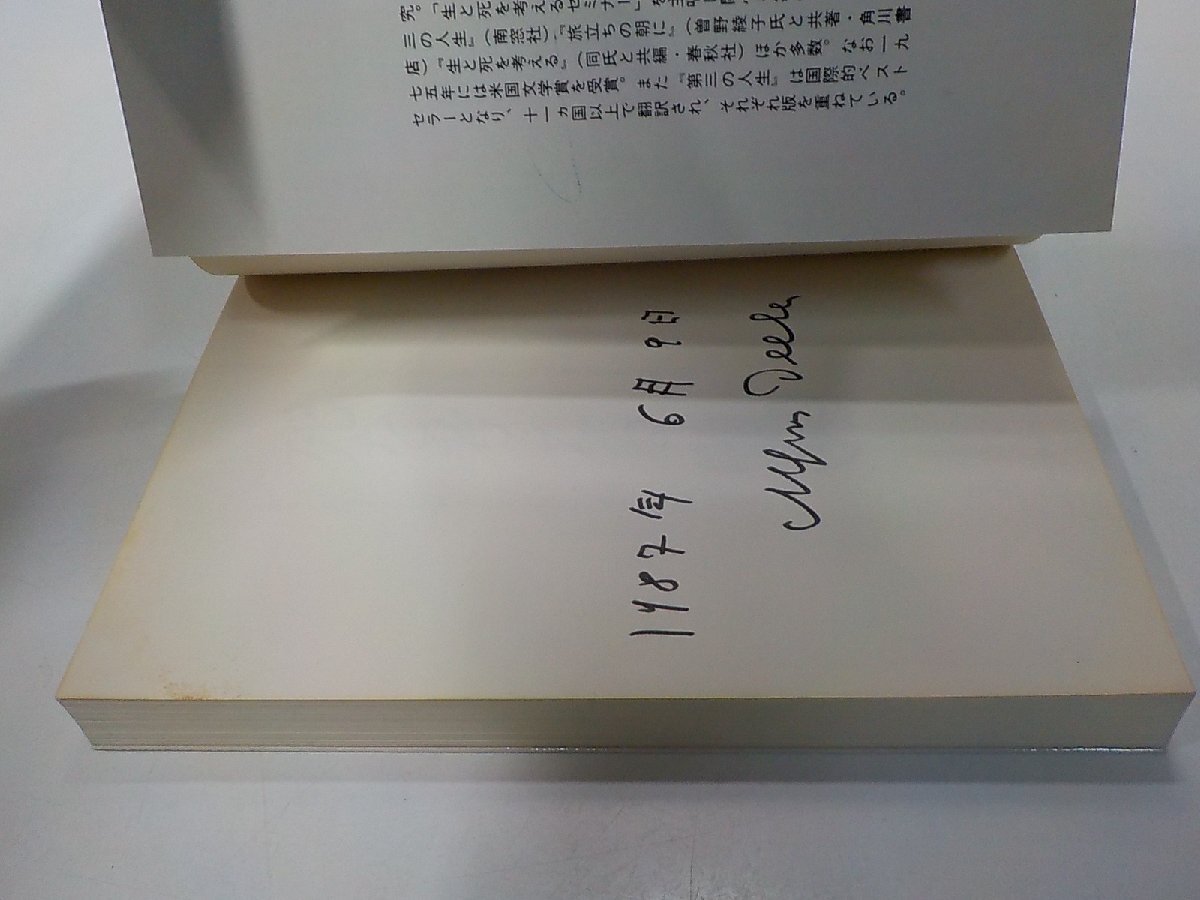 究。「生と死を考えるセミナー」を主
三の人生』(南窓社)『旅立ちの朝に』(曽野綾子氏と共著・角川書
店)『生と死を考える』(同氏と共編・春秋社)ほか多数。なお一九
七五年には米国文学賞を受賞。また『第三の人生』は国際的ベスト
セラーとなり、十一カ国以上で翻訳され、それぞれ版を重ねている。
1987年 6月 9日
Alfons Deeken